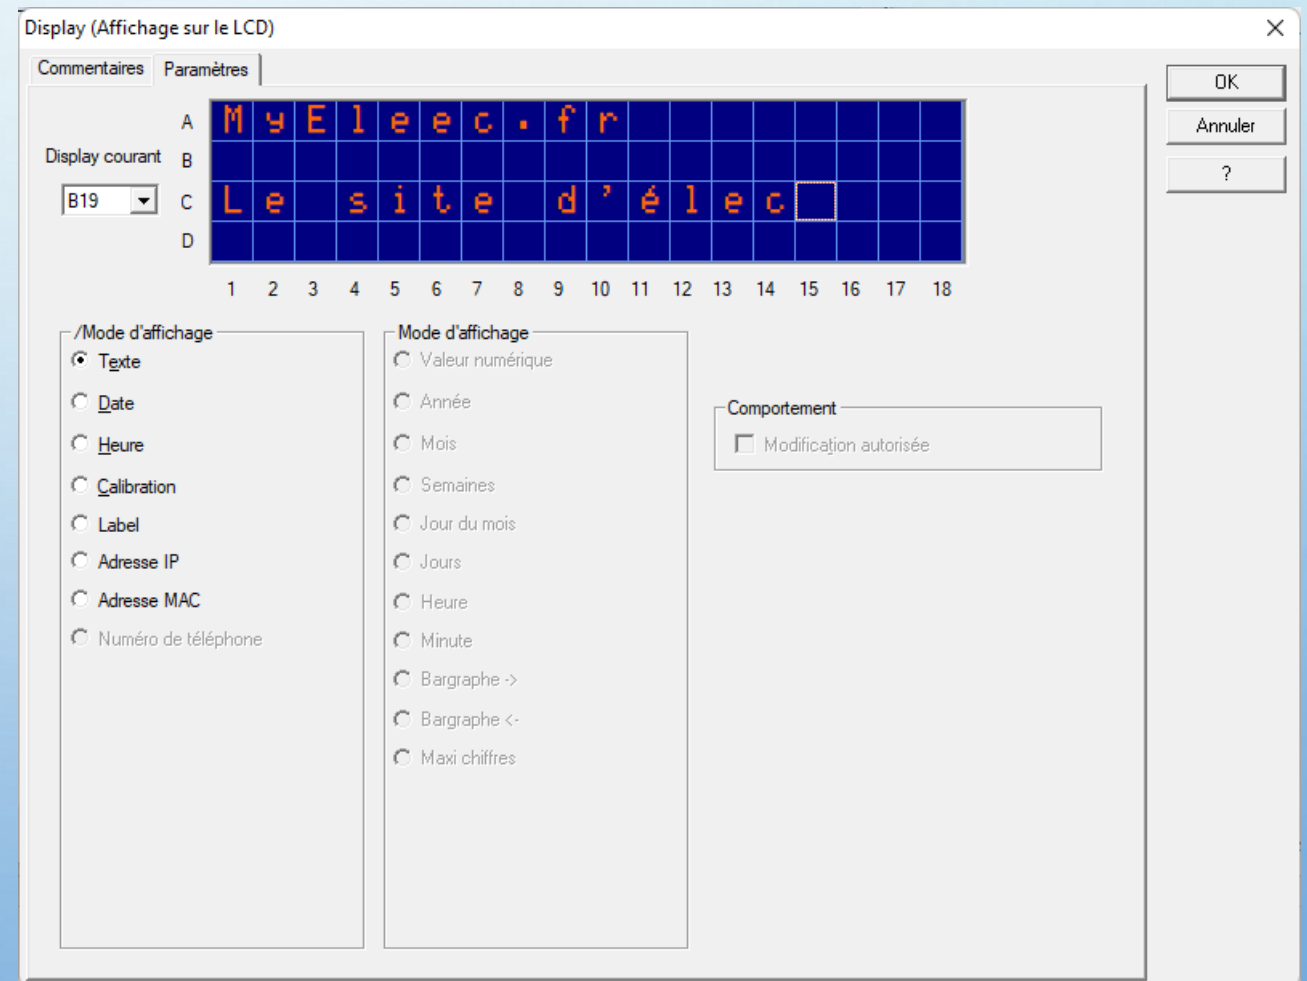 Display (Affichage sur le LCD)
Commentaires Paramètres
OK
Annuler
?
Display courant
B19
A MyEleec.fr
B
C Le site d'élec
D
1 2 3 4 5 6 7 8 9 10 11 12 13 14 15 16 17 18
/Mode d'affichage
Texte
Date
Heure
Calibration
Label
Adresse IP
Adresse MAC
Numéro de téléphone
Mode d'affichage
Valeur numérique
Année
Mois
Semaines
Jour du mois
Jours
Heure
Minute
Bargraphe ->
Bargraphe <-
Maxi chiffres
Comportement
Modification autorisée